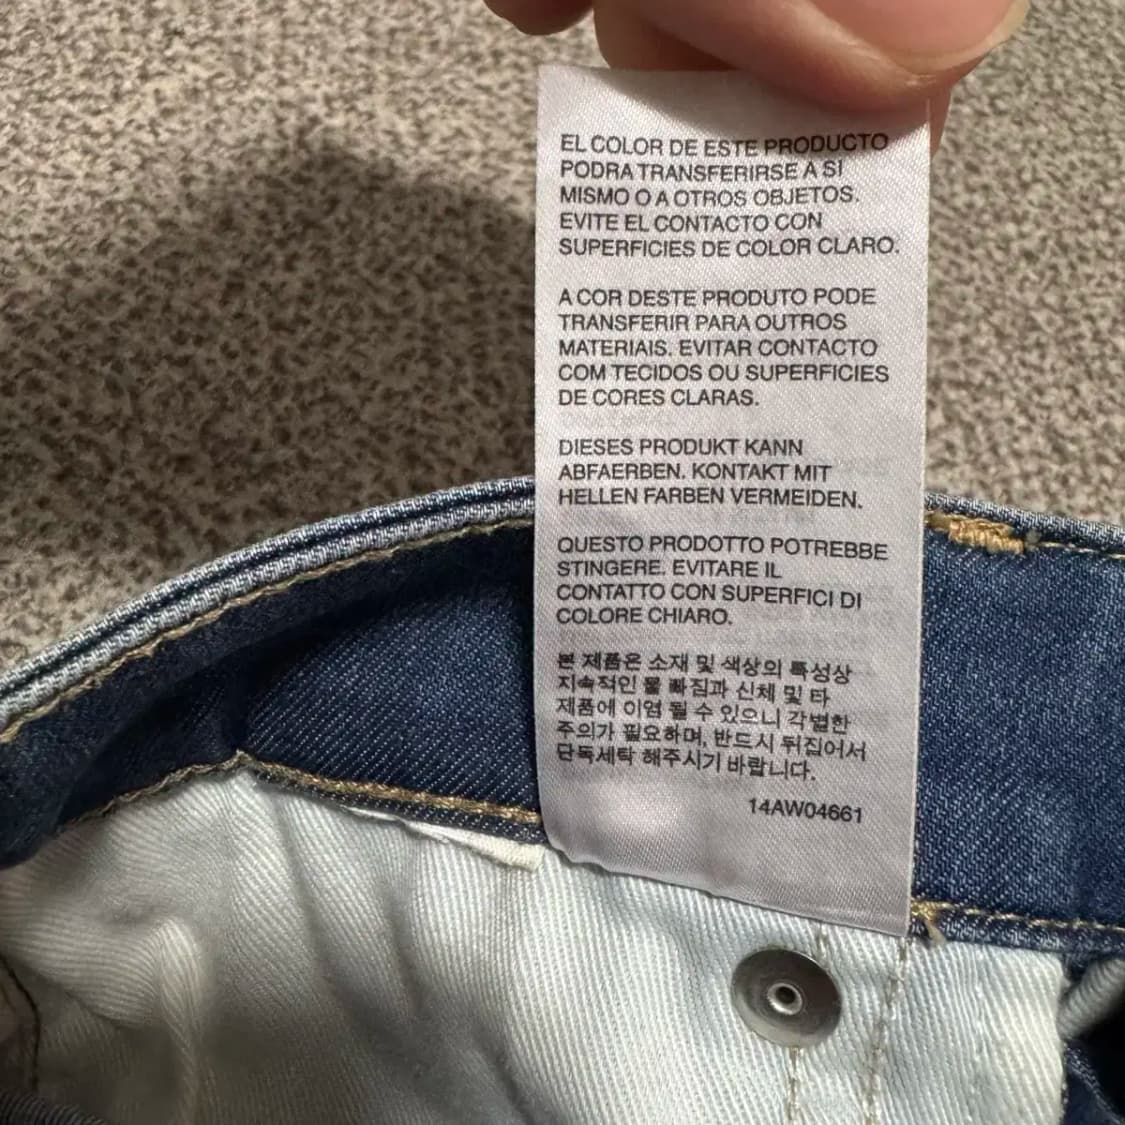 EL COLOR DE ESTE PRODUCTO
PODRA TRANSFERIRSE A SI
MISMO O A OTROS OBJETOS.
EVITE EL CONTACTO CON
SUPERFICIES DE COLOR CLARO.
A COR DESTE PRODUTO PODE
TRANSFERIR PARA OUTROS
MATERIAIS. EVITAR CONTACTO
COM TECIDOS OU SUPERFICIES
DE CORES CLARAS.
DIESES PRODUKT KANN
ABFAERBEN. KONTAKT MIT
HELLEN FARBEN VERMEIDEN.
QUESTO PRODOTTO POTREBBE
STINGERE. EVITARE IL
CONTATTO CON SUPERFICI DI
COLORE CHIARO.
본 제품은 소재 및 색상의 특성상
지속적인 물 빠짐과 신체 및 타
제품에 이염 될 수 있으니 각별한
주의가 필요하며, 반드시 뒤집어서
단독세탁 해주시기 바랍니다.
14AW04661